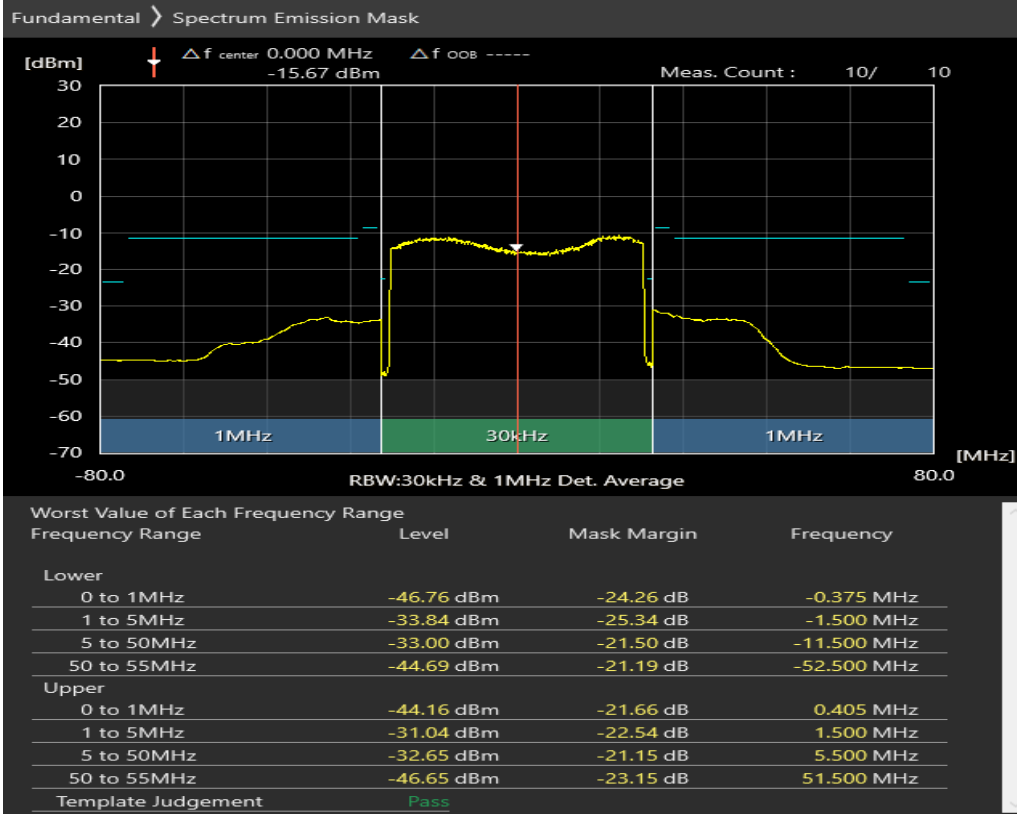 Fundamental 〉 Spectrum Emission Mask
[dBm] △f center 0.000 MHz △f OOB -----
-15.67 dBm Meas. Count : 10/ 10
30
20
10
0
-10
-20
-30
-40
-50
-60
1MHz 30kHz 1MHz
-70 [MHz]
-80.0 RBW:30kHz & 1MHz Det. Average 80.0
Worst Value of Each Frequency Range
Frequency Range Level Mask Margin Frequency
Lower
0 to 1MHz -46.76 dBm -24.26 dB -0.375 MHz
1 to 5MHz -33.84 dBm -25.34 dB -1.500 MHz
5 to 50MHz -33.00 dBm -21.50 dB -11.500 MHz
50 to 55MHz -44.69 dBm -21.19 dB -52.500 MHz
Upper
0 to 1MHz -44.16 dBm -21.66 dB 0.405 MHz
1 to 5MHz -31.04 dBm -22.54 dB 1.500 MHz
5 to 50MHz -32.65 dBm -21.15 dB 5.500 MHz
50 to 55MHz -46.65 dBm -23.15 dB 51.500 MHz
Template Judgement Pass